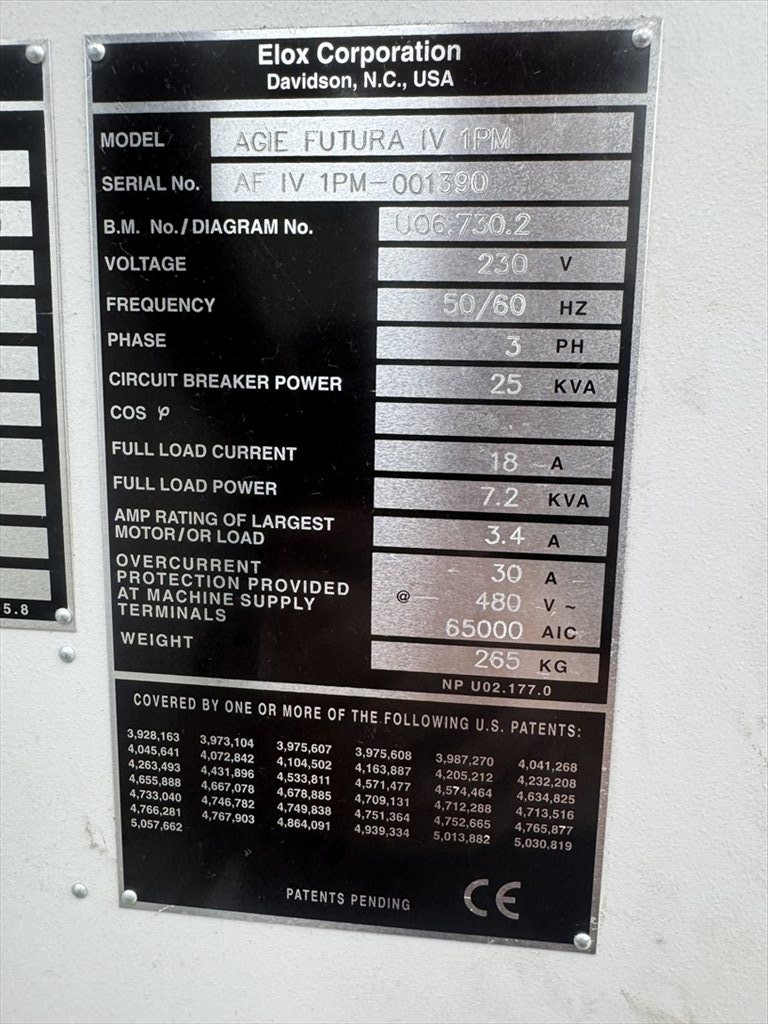 Elox Corporation
Davidson, N.C., USA
MODEL AGIE FUTURA IV 1PM
SERIAL No. AF IV 1PM-001390
B.M. No./DIAGRAM No. U06.730.2
VOLTAGE 230 V
FREQUENCY 50/60 HZ
PHASE 3 PH
CIRCUIT BREAKER POWER 25 KVA
COS φ
FULL LOAD CURRENT 18 A
FULL LOAD POWER 7.2 KVA
AMP RATING OF LARGEST
MOTOR/OR LOAD 3.4 A
OVERCURRENT 30 A
PROTECTION PROVIDED
AT MACHINE SUPPLY @ 480 V ~
TERMINALS 65000 AIC
WEIGHT 265 KG
NP U02.177.0
5.8
COVERED BY ONE OR MORE OF THE FOLLOWING U.S. PATENTS:
3,928,163 3,973,104 3,975,607 3,975,608 3,987,270 4,041,268
4,045,641 4,072,842 4,104,502 4,163,887 4,205,212 4,232,208
4,263,493 4,431,896 4,533,811 4,571,477 4,574,464 4,634,825
4,655,888 4,667,078 4,678,885 4,709,131 4,712,288 4,713,516
4,733,040 4,746,782 4,749,838 4,751,364 4,752,665 4,765,877
4,766,281 4,767,903 4,864,091 4,939,334 5,013,882 5,030,819
5,057,662
PATENTS PENDING CE